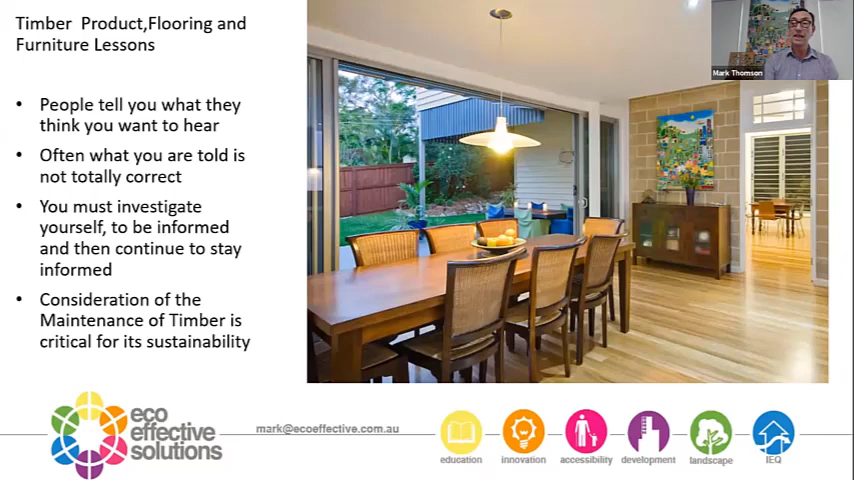 Timber  Product,Flooring and
Furniture Lessons
• People tell you what they
think you want to hear
• Often what you are told is
not totally correct
• You must investigate
yourself, to be informed
and then continue to stay
informed
• Consideration of the
Maintenance of Timber is
critical for its sustainability
Mark Thomson
eco
effective
solutions
mark@ecoeffective.com.au
education
innovation
accessibility
development
landscape
IEQ